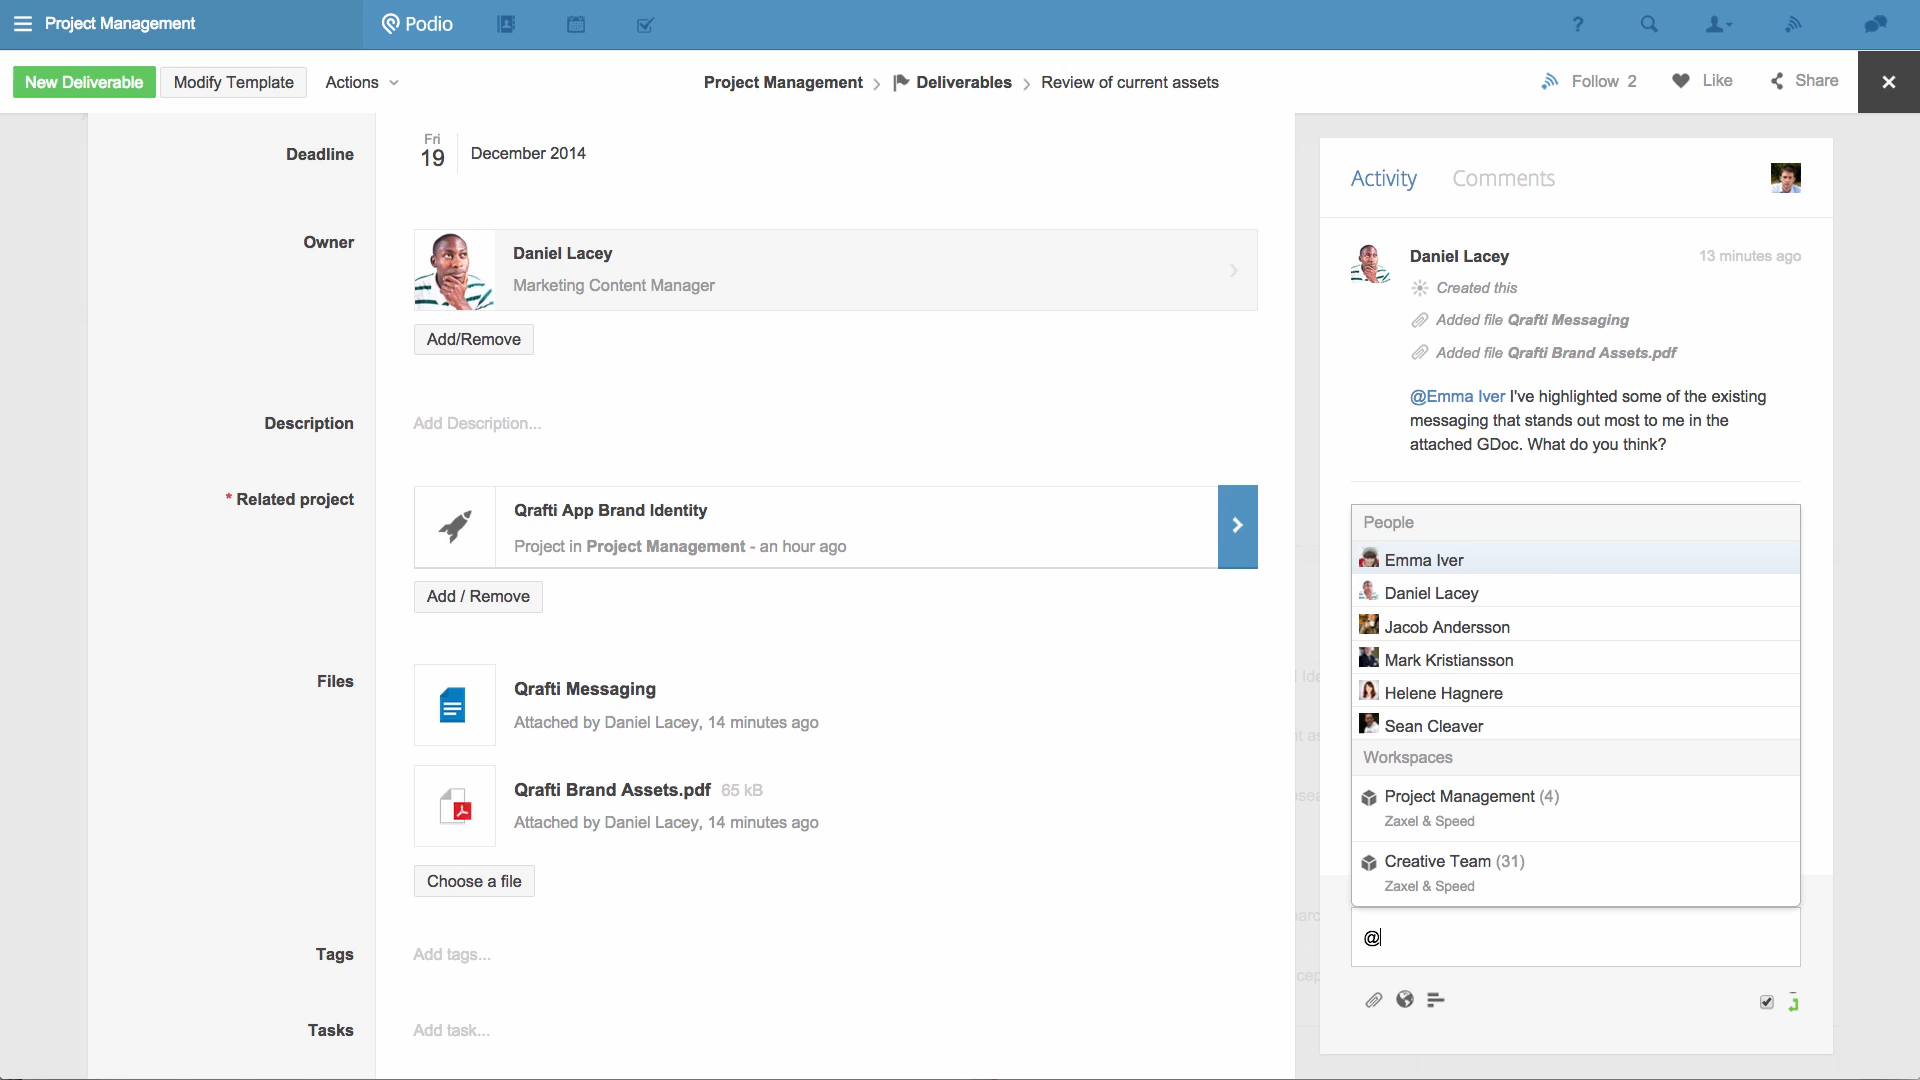 Project Management
Podio
New Deliverable
Modify Template
Actions
Project Management > Deliverables > Review of current assets
Follow 2
Like
Share
Deadline
Fri
19
December 2014
Owner
Daniel Lacey
Marketing Content Manager
Add/Remove
Description
Add Description...
* Related project
Qrafti App Brand Identity
Project in Project Management - an hour ago
Add / Remove
Files
Qrafti Messaging
Attached by Daniel Lacey, 14 minutes ago
Qrafti Brand Assets.pdf 65 kB
Attached by Daniel Lacey, 14 minutes ago
Choose a file
Tags
Add tags...
Tasks
Add task...
Activity
Comments
Daniel Lacey
13 minutes ago
Created this
Added file Qrafti Messaging
Added file Qrafti Brand Assets.pdf
@Emma Iver I've highlighted some of the existing
messaging that stands out most to me in the
attached GDoc. What do you think?
People
Emma Iver
Daniel Lacey
Jacob Andersson
Mark Kristiansson
Helene Hagnere
Sean Cleaver
Workspaces
Project Management (4)
Zaxel & Speed
Creative Team (31)
Zaxel & Speed
@